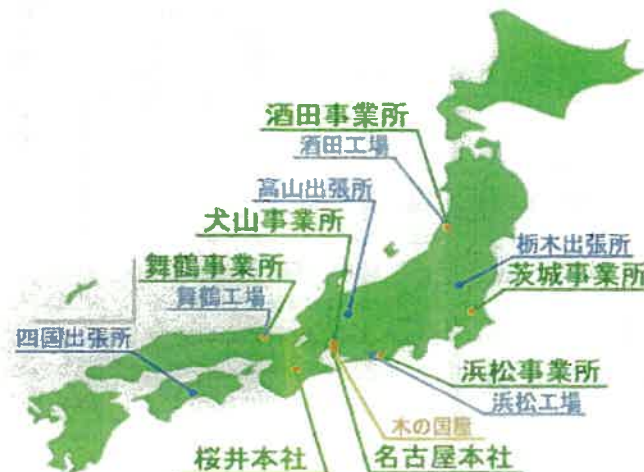 酒田事業所
酒田工場
高山出張所
犬山事業所
栃木出張所
舞鶴事業所
茨城事業所
舞鶴工場
四国出張所
浜松事業所
浜松工場
木の国屋
桜井本社
名古屋本社